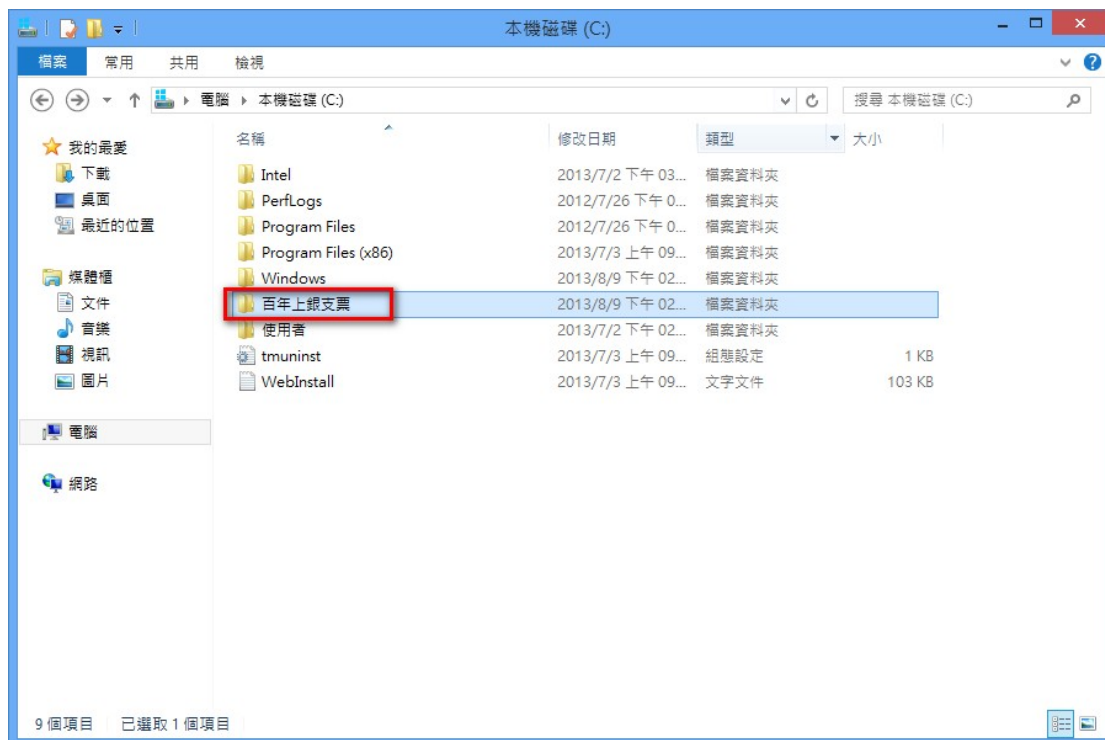 本機磁碟 (C:)
檔案 常用 共用 檢視
電腦 本機磁碟 (C:) 搜尋 本機磁碟 (C:)
名稱 修改日期 類型 大小
我的最愛
下載
桌面
最近的位置
媒體櫃
文件
音樂
視訊
圖片
電腦
網路
Intel 2013/7/2 下午 03... 檔案資料夾
PerfLogs 2012/7/26 下午 0... 檔案資料夾
Program Files 2012/7/26 下午 0... 檔案資料夾
Program Files (x86) 2013/7/3 上午 09... 檔案資料夾
Windows 2013/8/9 下午 02... 檔案資料夾
百年上銀支票 2013/8/9 下午 02... 檔案資料夾
使用者 2013/7/2 下午 02... 檔案資料夾
tmuninst 2013/7/3 上午 09... 組態設定 1 KB
WebInstall 2013/7/3 上午 09... 文字文件 103 KB
9 個項目 已選取 1 個項目